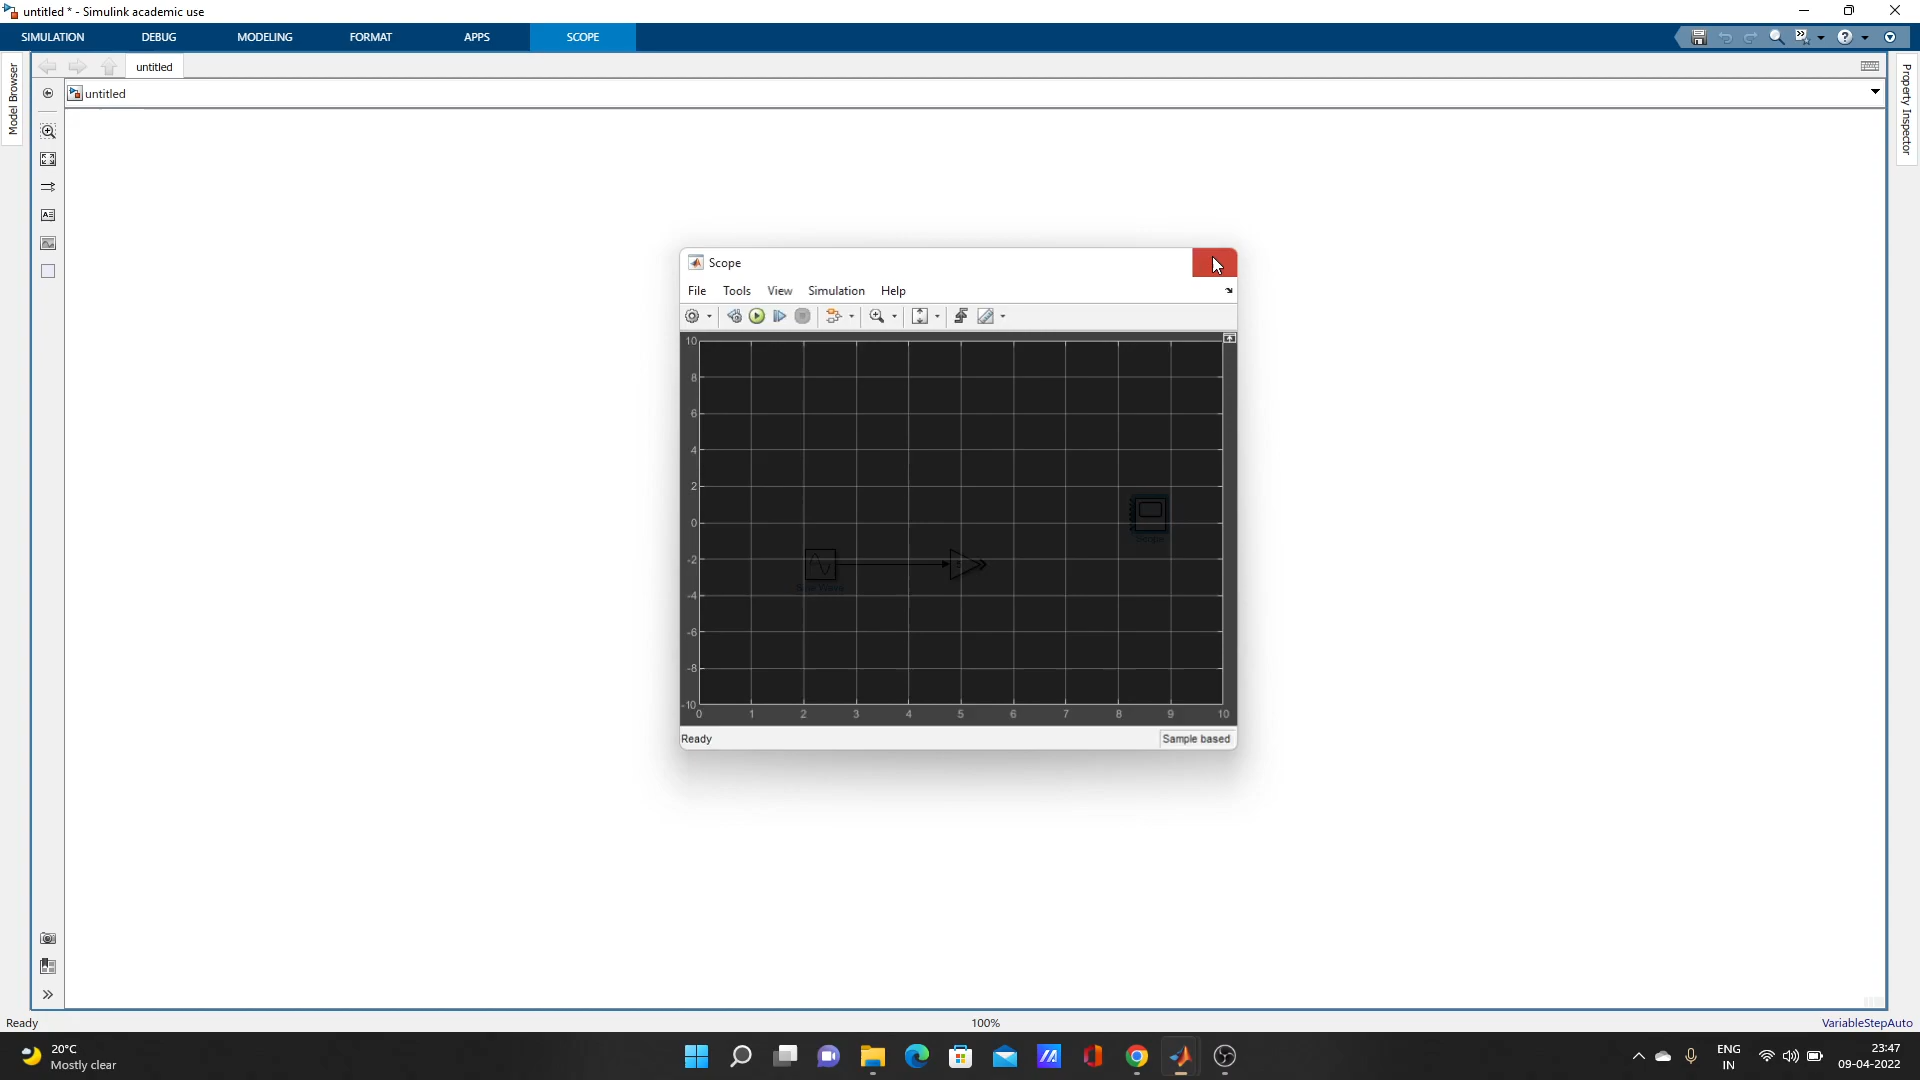 untitled * - Simulink academic use
SIMULATION DEBUG MODELING FORMAT APPS SCOPE
untitled
untitled
Model Browser
Property Inspector
Scope
File Tools View Simulation Help
10
8
6
4
2
0
-2
-4
-6
-8
-10
0 1 2 3 4 5 6 7 8 9 10
Ready Sample based
Ready 100% VariableStepAuto
20°C
Mostly clear
ENG
IN
23:47
09-04-2022